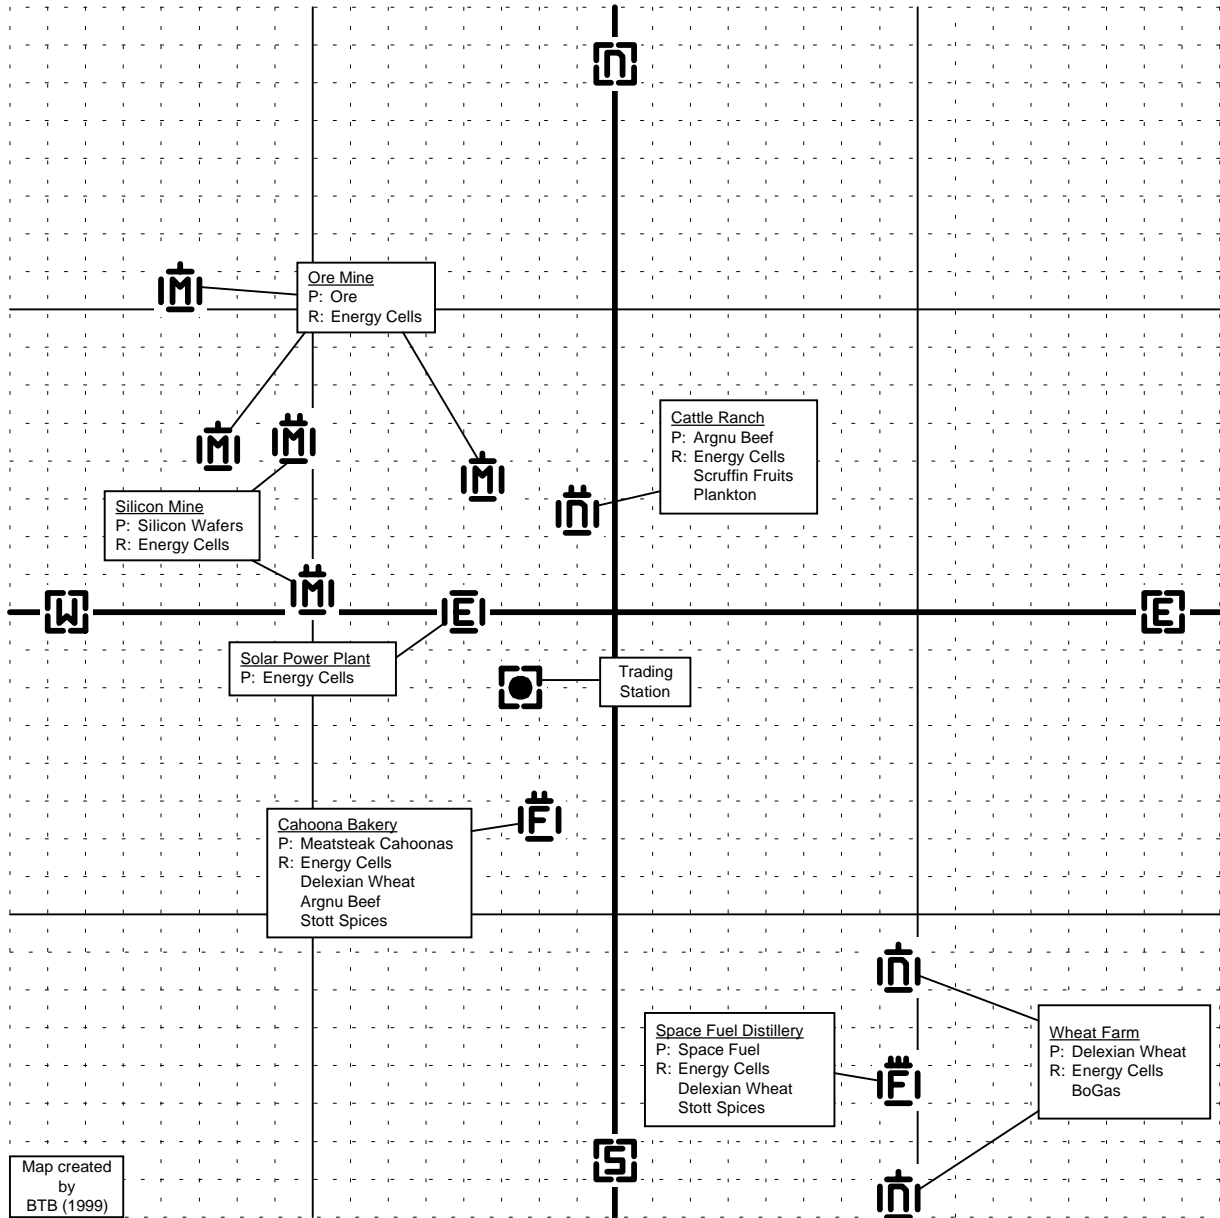 n
M
Ore Mine
P: Ore
R: Energy Cells
M
M
M
Cattle Ranch
P: Argnu Beef
R: Energy Cells
Scruffin Fruits
Plankton
n
Silicon Mine
P: Silicon Wafers
R: Energy Cells
M
W
E
E
Solar Power Plant
P: Energy Cells
Trading
Station
F
Cahoona Bakery
P: Meatsteak Cahoonas
R: Energy Cells
Delexian Wheat
Argnu Beef
Stott Spices
n
Space Fuel Distillery
P: Space Fuel
R: Energy Cells
Delexian Wheat
Stott Spices
F
Wheat Farm
P: Delexian Wheat
R: Energy Cells
BoGas
S
n
Map created
by
BTB (1999)